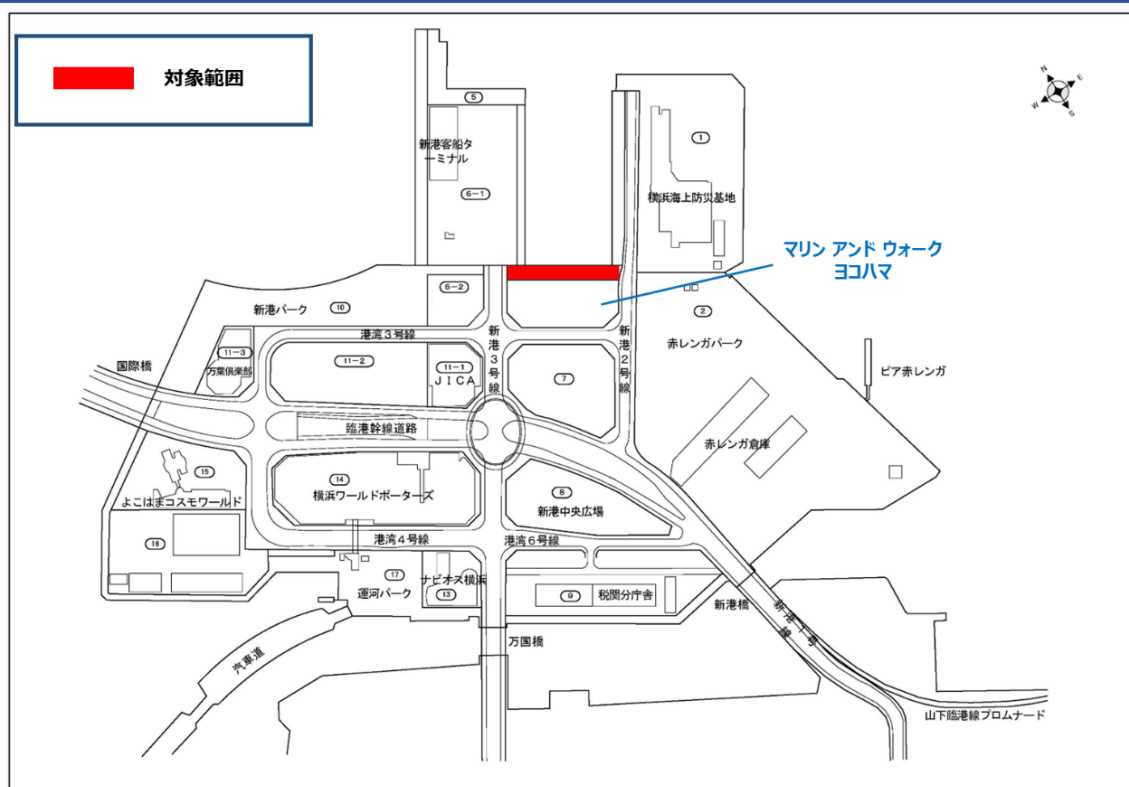 対象範囲
N
E
W
S
5
新港客船タ
ーミナル
6-1
1
横浜海上防災基地
マリン アンド ウォーク
ヨコハマ
6-2
新港パーク
10
2
赤レンガパーク
港湾3号線
新港3号線
新港2号線
国際橋
11-3
万葉倶楽部
11-2
11-1
JICA
7
ピア赤レンガ
臨港幹線道路
赤レンガ倉庫
15
よこはまコスモワールド
14
横浜ワールドポーターズ
8
新港中央広場
16
港湾4号線
港湾6号線
17
運河パーク
ナビオス横浜
13
9
税関分庁舎
新港橋
新港1号線
万国橋
汽車道
山下臨港線プロムナード